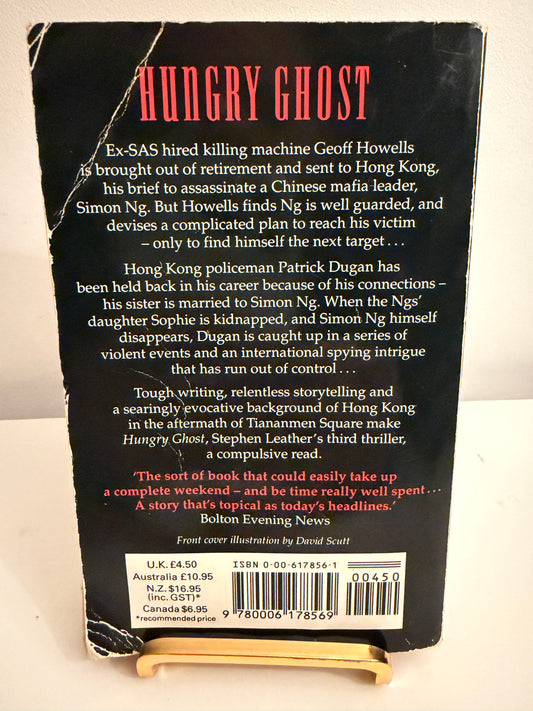 HUNGRY GHOST
Ex-SAS hired killing machine Geoff Howells
is brought out of retirement and sent to Hong Kong,
his brief to assassinate a Chinese mafia leader,
Simon Ng. But Howells finds Ng is well guarded, and
devises a complicated plan to reach his victim
– only to find himself the next target . . .
Hong Kong policeman Patrick Dugan has
been held back in his career because of his connections –
his sister is married to Simon Ng. When the Ngs'
daughter Sophie is kidnapped, and Simon Ng himself
disappears, Dugan is caught up in a series of
violent events and an international spying intrigue
that has run out of control . . .
Tough writing, relentless storytelling and
a searingly evocative background of Hong Kong
in the aftermath of Tiananmen Square make
Hungry Ghost, Stephen Leather's third thriller,
a compulsive read.
'The sort of book that could easily take up
a complete weekend – and be time really well spent . . .
A story that's topical as today's headlines.'
Bolton Evening News
Front cover illustration by David Scutt
U.K. £4.50
Australia £10.95
N.Z. $16.95
(inc. GST)*
Canada $6.95
*recommended price
ISBN 0-00-617856-1
00450
9 780006 178569